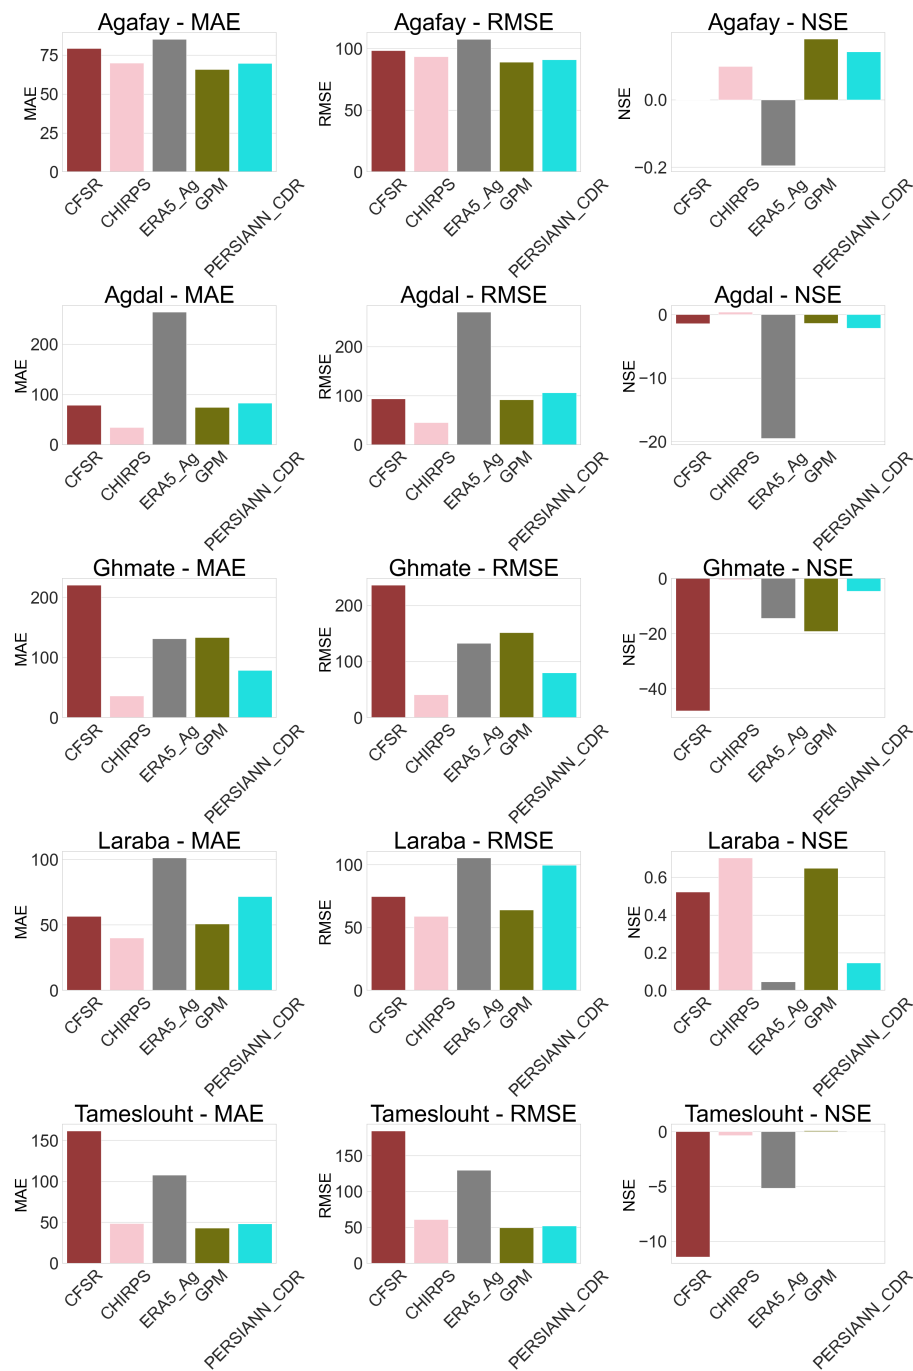 Agafay - MAE
Agafay - RMSE
Agafay - NSE
MAE
75
50
25
0
RMSE
100
50
0
NSE
0.0
−0.2
CFSR
CHIRPS
ERA5_Ag
GPM
PERSIANN_CDR
CFSR
CHIRPS
ERA5_Ag
GPM
PERSIANN_CDR
CFSR
CHIRPS
ERA5_Ag
GPM
PERSIANN_CDR
Agdal - MAE
Agdal - RMSE
Agdal - NSE
MAE
200
100
0
RMSE
200
100
0
NSE
0
−10
−20
CFSR
CHIRPS
ERA5_Ag
GPM
PERSIANN_CDR
CFSR
CHIRPS
ERA5_Ag
GPM
PERSIANN_CDR
CFSR
CHIRPS
ERA5_Ag
GPM
PERSIANN_CDR
Ghmate - MAE
Ghmate - RMSE
Ghmate - NSE
MAE
200
100
0
RMSE
200
100
0
NSE
0
−20
−40
CFSR
CHIRPS
ERA5_Ag
GPM
PERSIANN_CDR
CFSR
CHIRPS
ERA5_Ag
GPM
PERSIANN_CDR
CFSR
CHIRPS
ERA5_Ag
GPM
PERSIANN_CDR
Laraba - MAE
Laraba - RMSE
Laraba - NSE
MAE
100
50
0
RMSE
100
50
0
NSE
0.6
0.4
0.2
0.0
CFSR
CHIRPS
ERA5_Ag
GPM
PERSIANN_CDR
CFSR
CHIRPS
ERA5_Ag
GPM
PERSIANN_CDR
CFSR
CHIRPS
ERA5_Ag
GPM
PERSIANN_CDR
Tameslouht - MAE
Tameslouht - RMSE
Tameslouht - NSE
MAE
150
100
50
0
RMSE
150
100
50
0
NSE
0
−5
−10
CFSR
CHIRPS
ERA5_Ag
GPM
PERSIANN_CDR
CFSR
CHIRPS
ERA5_Ag
GPM
PERSIANN_CDR
CFSR
CHIRPS
ERA5_Ag
GPM
PERSIANN_CDR